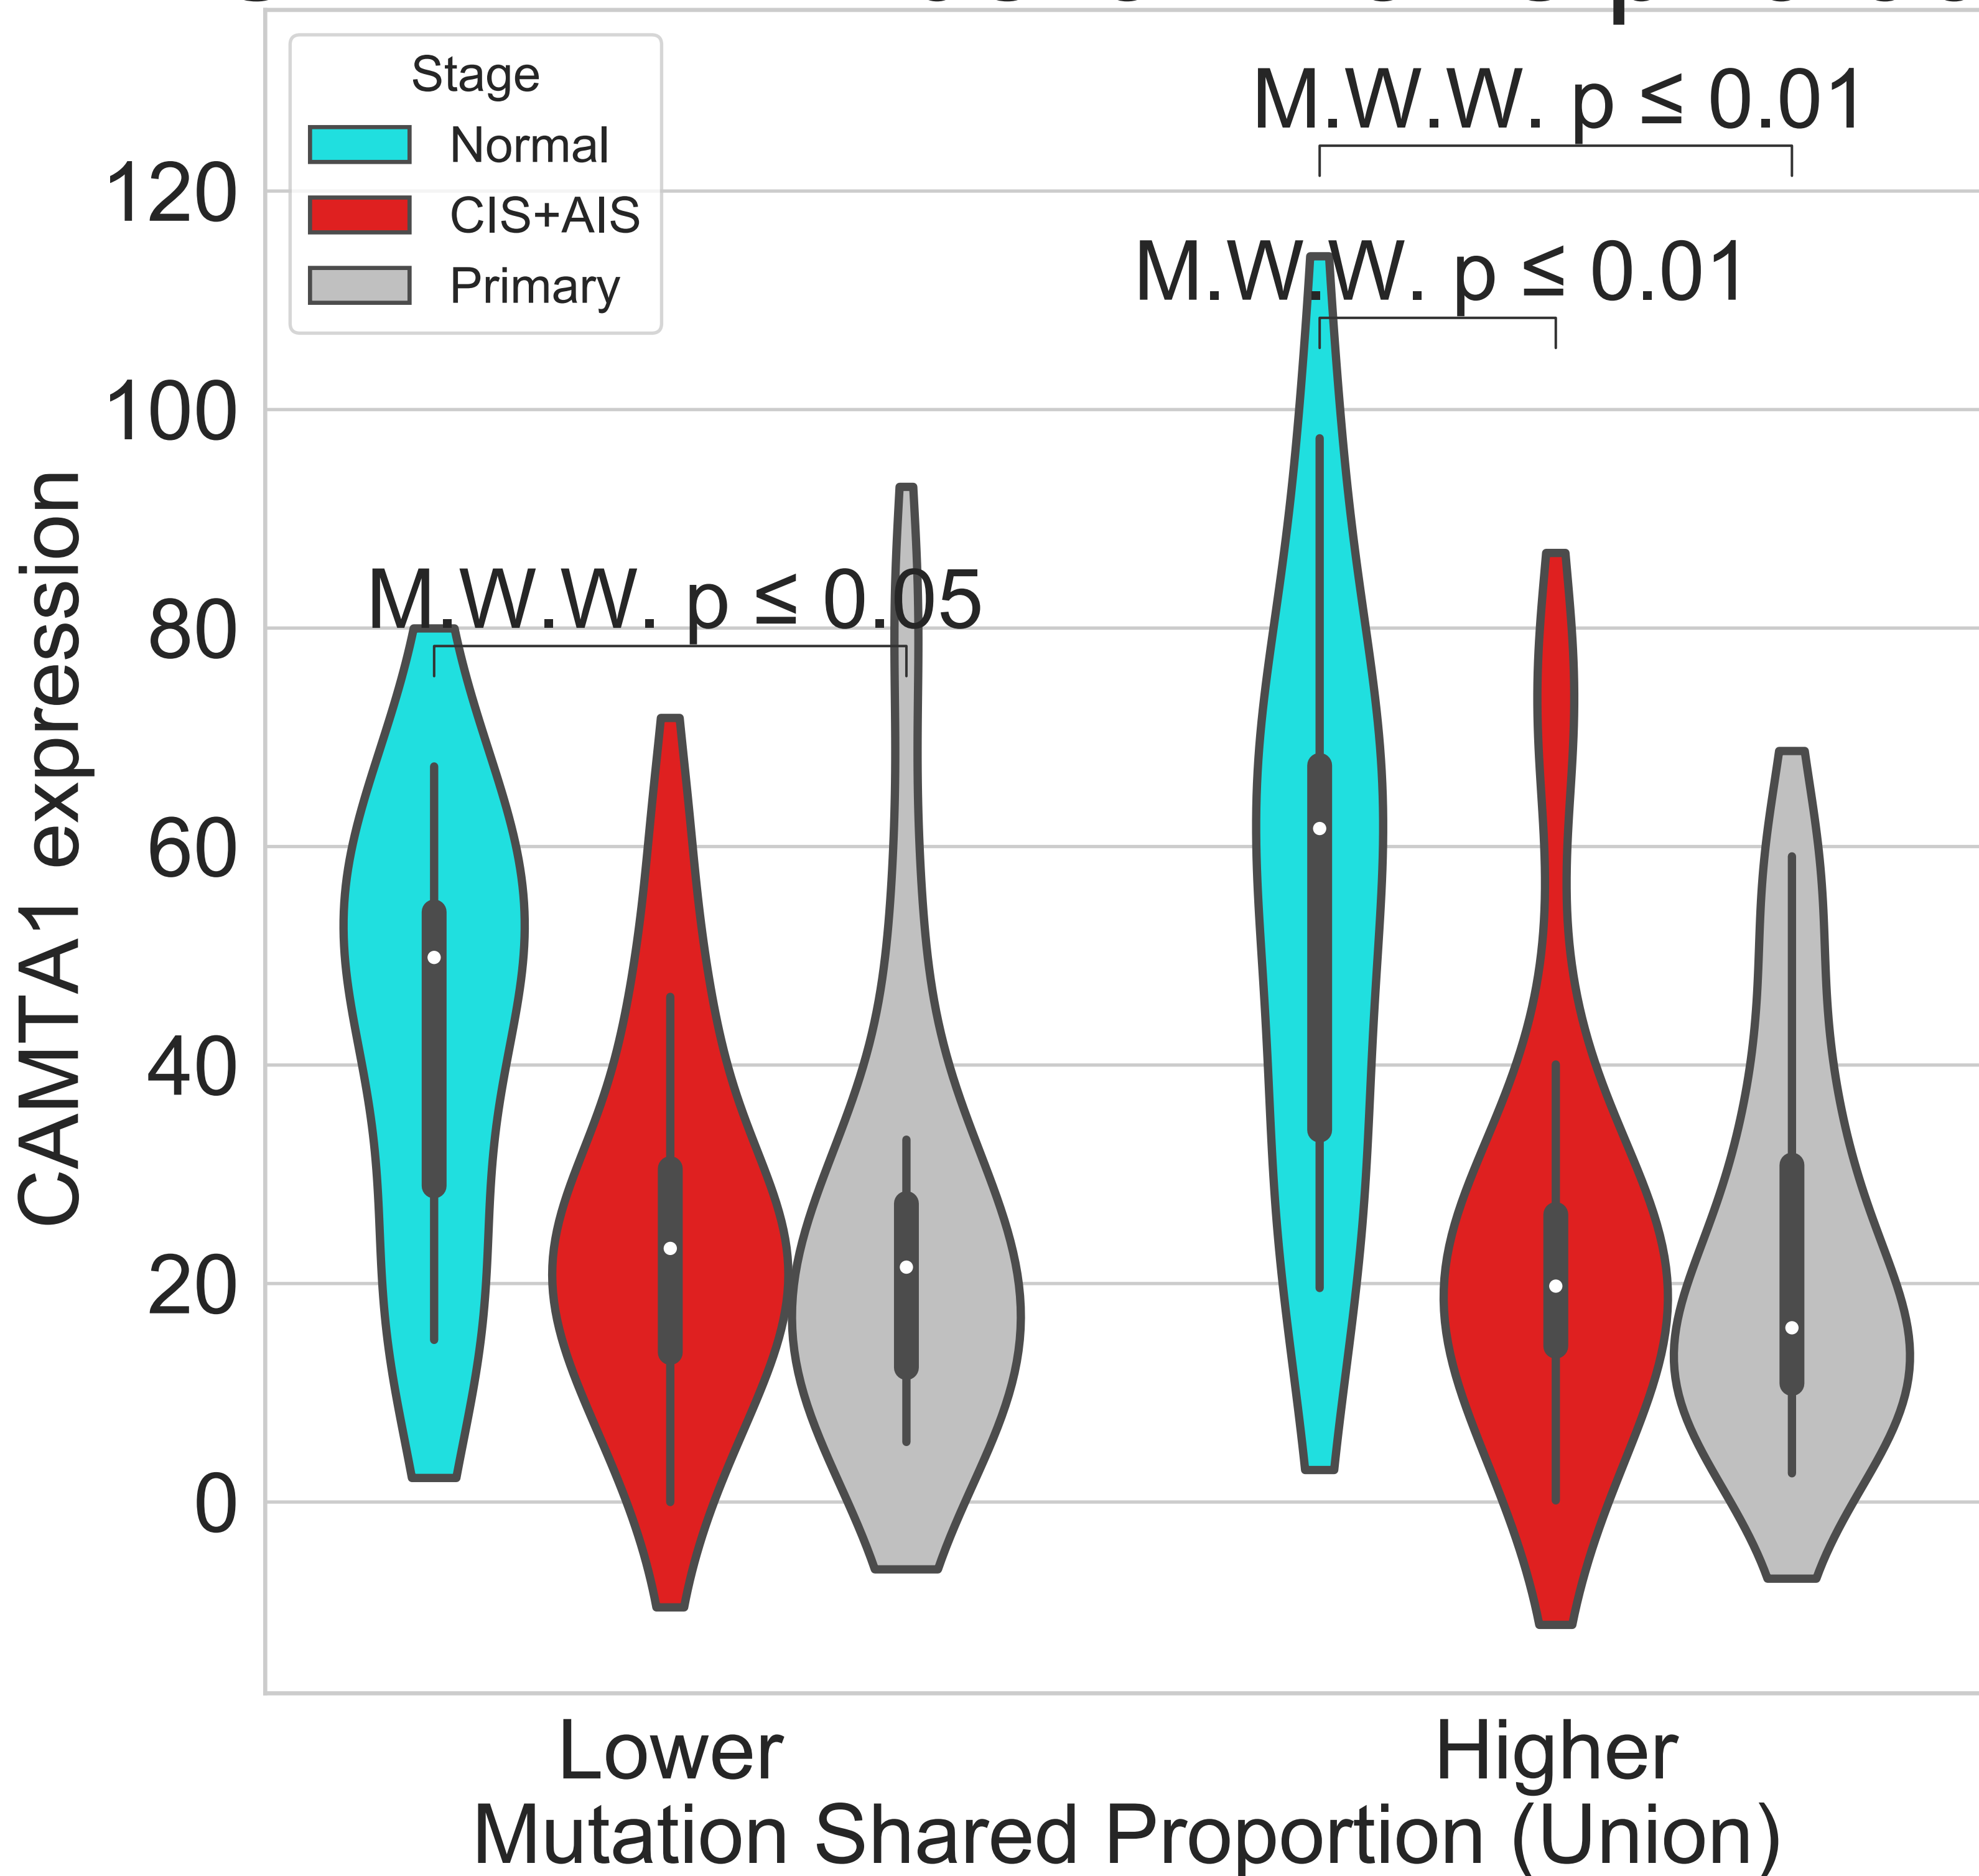 Stage
Normal
CIS+AIS
Primary
M.W.W. p ≤ 0.01
M.W.W. p ≤ 0.01
M.W.W. p ≤ 0.05
120
100
80
60
40
20
0
CAMTA1 expression
Lower
Higher
Mutation Shared Proportion (Union)